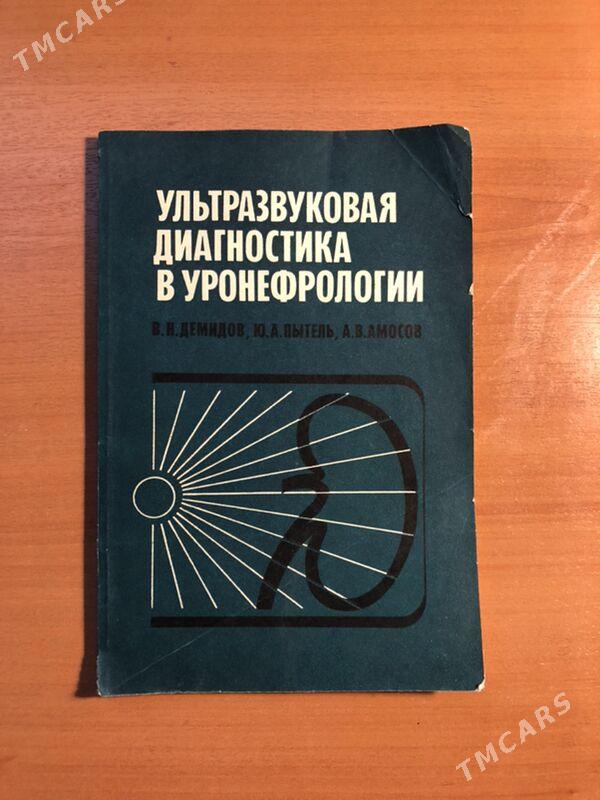 TMCARS
УЛЬТРАЗВУКОВАЯ
ДИАГНОСТИКА
В УРОНЕФРОЛОГИИ
В.Н.ДЕМИДОВ, Ю.А.ПЫТЕЛЬ, А.В.АМОСОВ
TMCARS